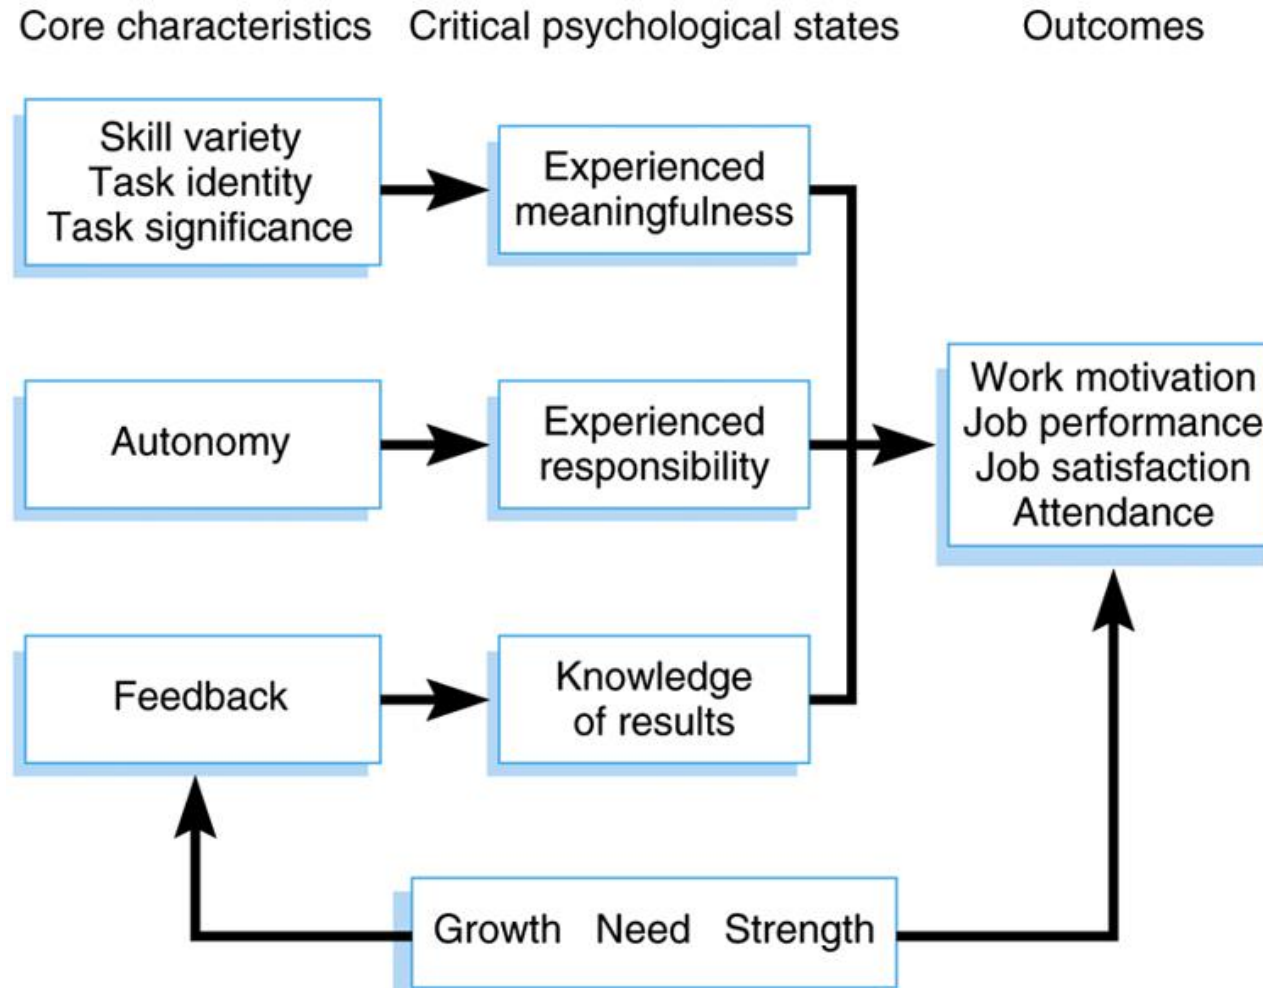 Core characteristics
Critical psychological states
Outcomes
Skill variety
Task identity
Task significance
Experienced
meaningfulness
Autonomy
Experienced
responsibility
Work motivation
Job performance
Job satisfaction
Attendance
Feedback
Knowledge
of results
Growth Need Strength